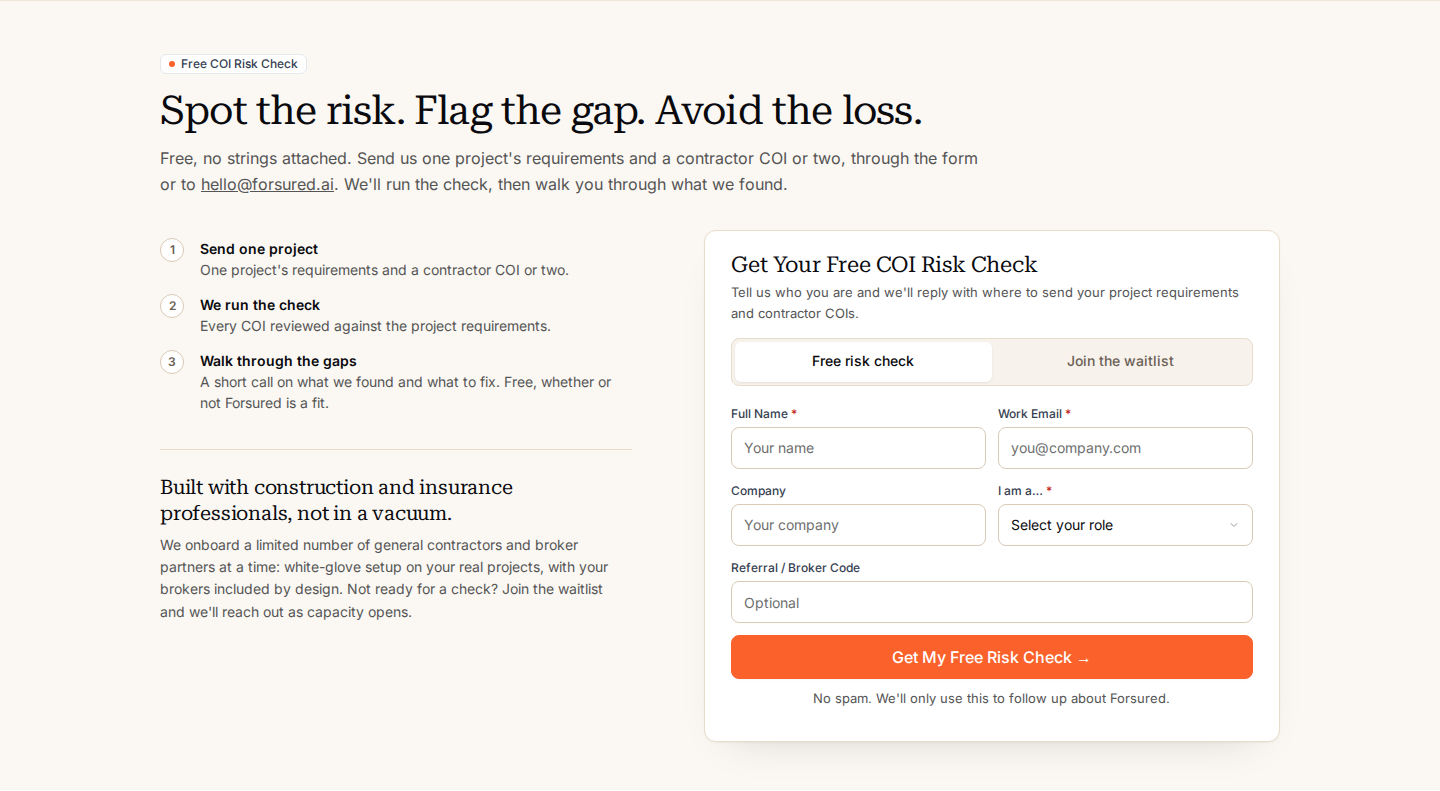 Free COI Risk Check
Spot the risk. Flag the gap. Avoid the loss.
Free, no strings attached. Send us one project's requirements and a contractor COI or two, through the form
or to hello@forsured.ai. We'll run the check, then walk you through what we found.
1
Send one project
One project's requirements and a contractor COI or two.
2
We run the check
Every COI reviewed against the project requirements.
3
Walk through the gaps
A short call on what we found and what to fix. Free, whether or
not Forsured is a fit.
Built with construction and insurance
professionals, not in a vacuum.
We onboard a limited number of general contractors and broker
partners at a time: white-glove setup on your real projects, with your
brokers included by design. Not ready for a check? Join the waitlist
and we'll reach out as capacity opens.
Get Your Free COI Risk Check
Tell us who you are and we'll reply with where to send your project requirements
and contractor COIs.
Free risk check
Join the waitlist
Full Name *
Work Email *
Your name
you@company.com
Company
I am a... *
Your company
Select your role
Referral / Broker Code
Optional
Get My Free Risk Check →
No spam. We'll only use this to follow up about Forsured.